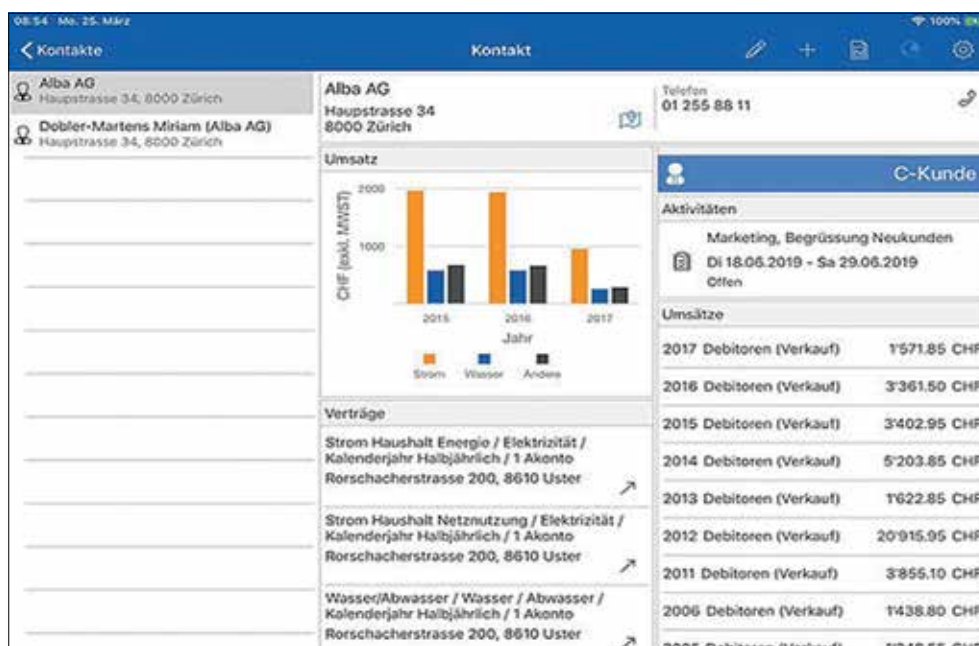 08:54 Mo. 25. März
100%
Kontakte
Kontakt
Alba AG
Haupstrasse 34, 8000 Zürich
Dobler-Martens Miriam (Alba AG)
Haupstrasse 34, 8000 Zürich
Alba AG
Haupstrasse 34
8000 Zürich
Telefon
01 255 88 11
Umsatz
CHF (exkl. MWST)
2000
1000
2015 2016 2017
Jahr
Strom Wasser Andere
Verträge
Strom Haushalt Energie / Elektrizität /
Kalenderjahr Halbjährlich / 1 Akonto
Rorschacherstrasse 200, 8610 Uster
Strom Haushalt Netznutzung / Elektrizität /
Kalenderjahr Halbjährlich / 1 Akonto
Rorschacherstrasse 200, 8610 Uster
Wasser/Abwasser / Wasser / Abwasser /
Kalenderjahr Halbjährlich / 1 Akonto
Rorschacherstrasse 200, 8610 Uster
C-Kunde
Aktivitäten
Marketing, Begrüssung Neukunden
Di 18.06.2019 - Sa 29.06.2019
Offen
Umsätze
2017 Debitoren (Verkauf) 1'571.85 CHF
2016 Debitoren (Verkauf) 3'361.50 CHF
2015 Debitoren (Verkauf) 3'402.95 CHF
2014 Debitoren (Verkauf) 5'203.85 CHF
2013 Debitoren (Verkauf) 1'622.85 CHF
2012 Debitoren (Verkauf) 20'915.95 CHF
2011 Debitoren (Verkauf) 3'855.10 CHF
2006 Debitoren (Verkauf) 1'438.80 CHF